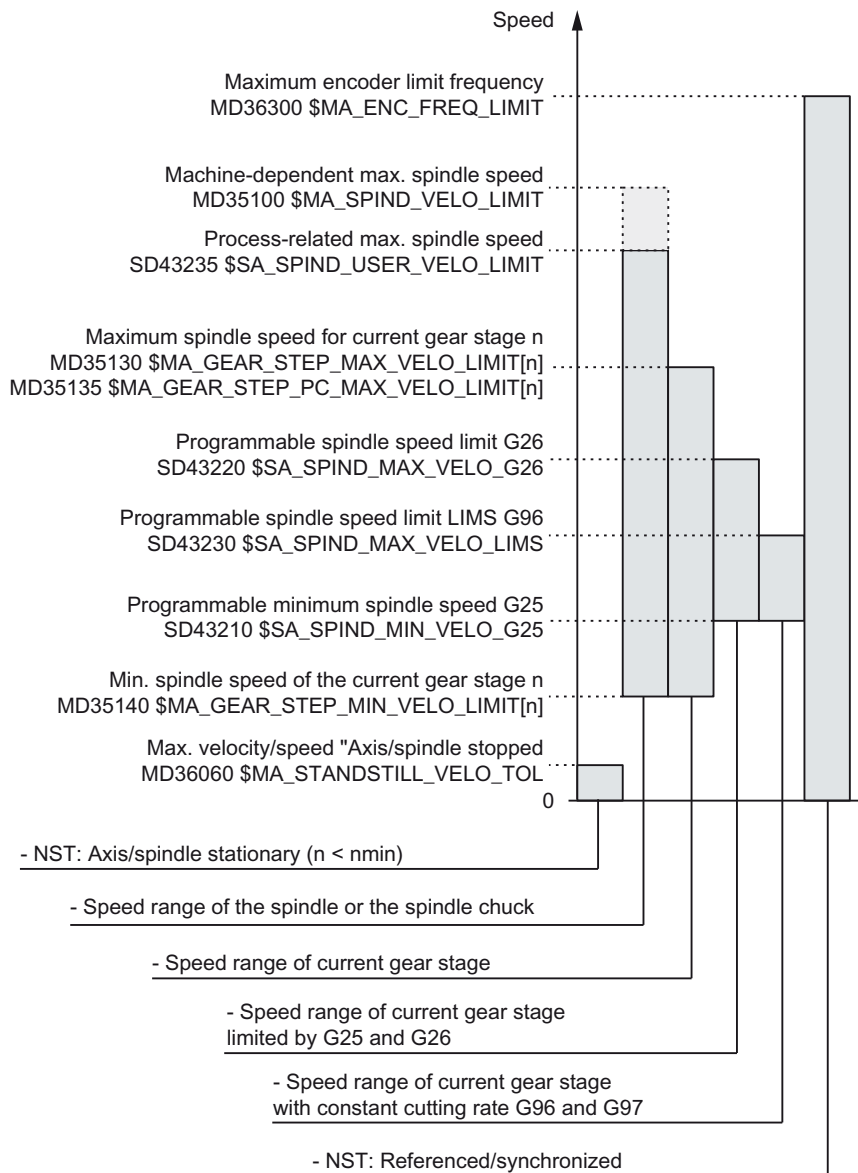 Speed
Maximum encoder limit frequency
MD36300 $MA_ENC_FREQ_LIMIT
Machine-dependent max. spindle speed
MD35100 $MA_SPIND_VELO_LIMIT
Process-related max. spindle speed
SD43235 $SA_SPIND_USER_VELO_LIMIT
Maximum spindle speed for current gear stage n
MD35130 $MA_GEAR_STEP_MAX_VELO_LIMIT[n]
MD35135 $MA_GEAR_STEP_PC_MAX_VELO_LIMIT[n]
Programmable spindle speed limit G26
SD43220 $SA_SPIND_MAX_VELO_G26
Programmable spindle speed limit LIMS G96
SD43230 $SA_SPIND_MAX_VELO_LIMS
Programmable minimum spindle speed G25
SD43210 $SA_SPIND_MIN_VELO_G25
Min. spindle speed of the current gear stage n
MD35140 $MA_GEAR_STEP_MIN_VELO_LIMIT[n]
Max. velocity/speed "Axis/spindle stopped
MD36060 $MA_STANDSTILL_VELO_TOL
0
- NST: Axis/spindle stationary (n < nmin)
- Speed range of the spindle or the spindle chuck
- Speed range of current gear stage
- Speed range of current gear stage
limited by G25 and G26
- Speed range of current gear stage
with constant cutting rate G96 and G97
- NST: Referenced/synchronized